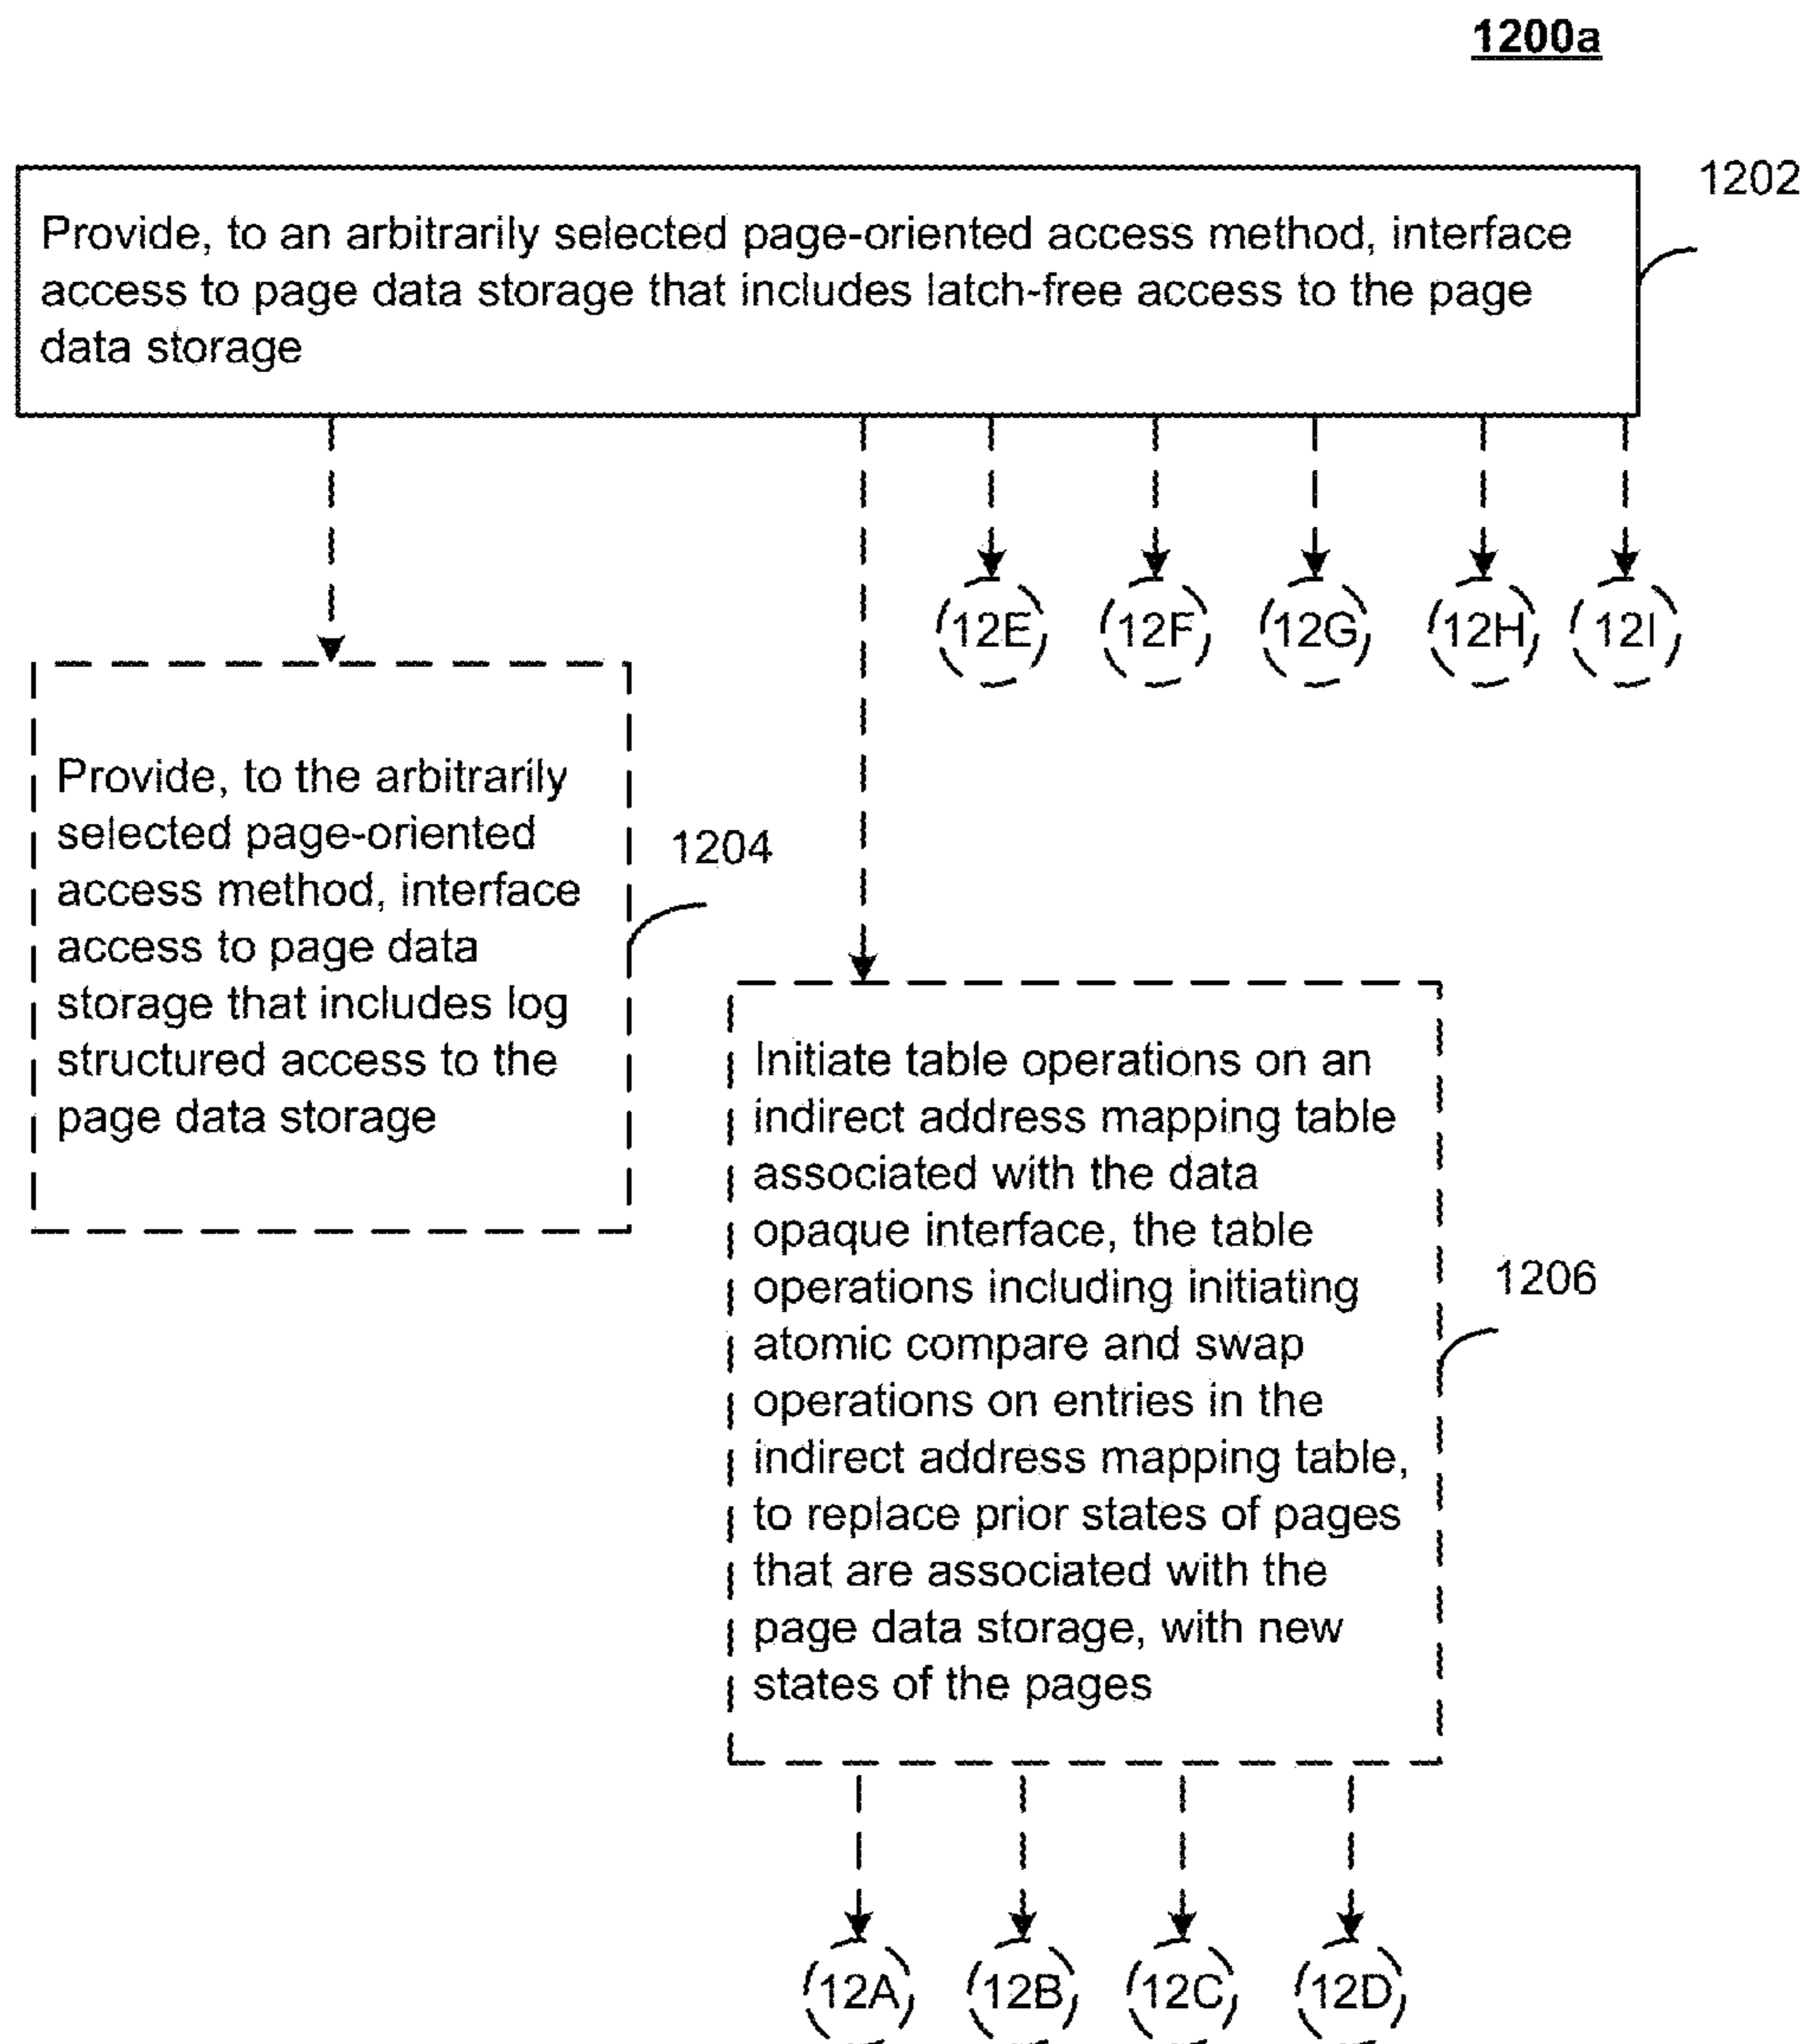 1200a
1202
Provide, to an arbitrarily selected page-oriented access method, interface
access to page data storage that includes latch-free access to the page
data storage
12E
12F
12G
12H
12I
Provide, to the arbitrarily
selected page-oriented
access method, interface
access to page data
storage that includes log
structured access to the
page data storage
1204
Initiate table operations on an
indirect address mapping table
associated with the data
opaque interface, the table
operations including initiating
atomic compare and swap
operations on entries in the
indirect address mapping table,
to replace prior states of pages
that are associated with the
page data storage, with new
states of the pages
1206
12A
12B
12C
12D